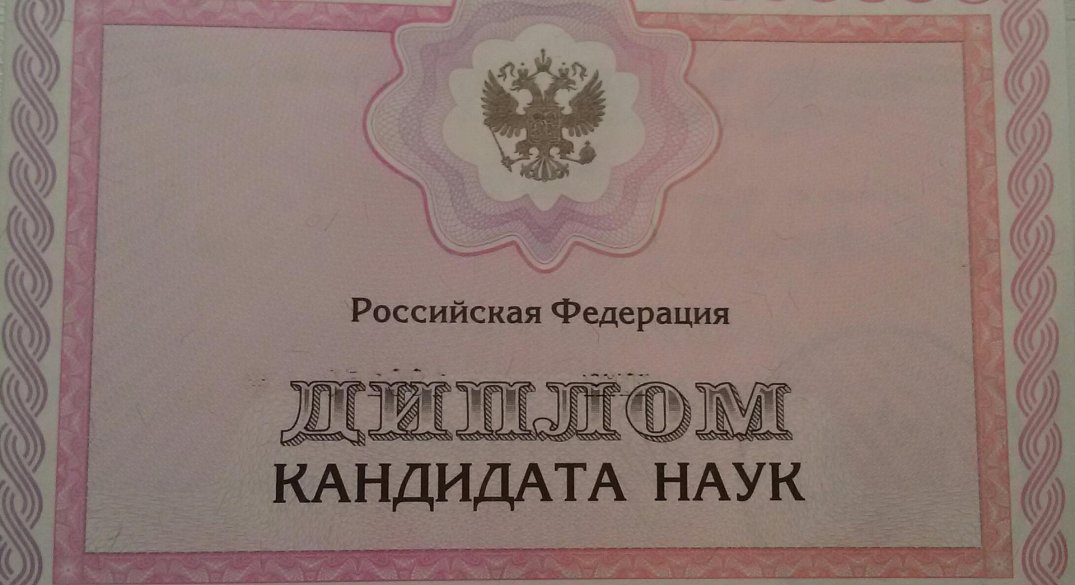 Российская Федерация
ДИПЛОМ
КАНДИДАТА НАУК